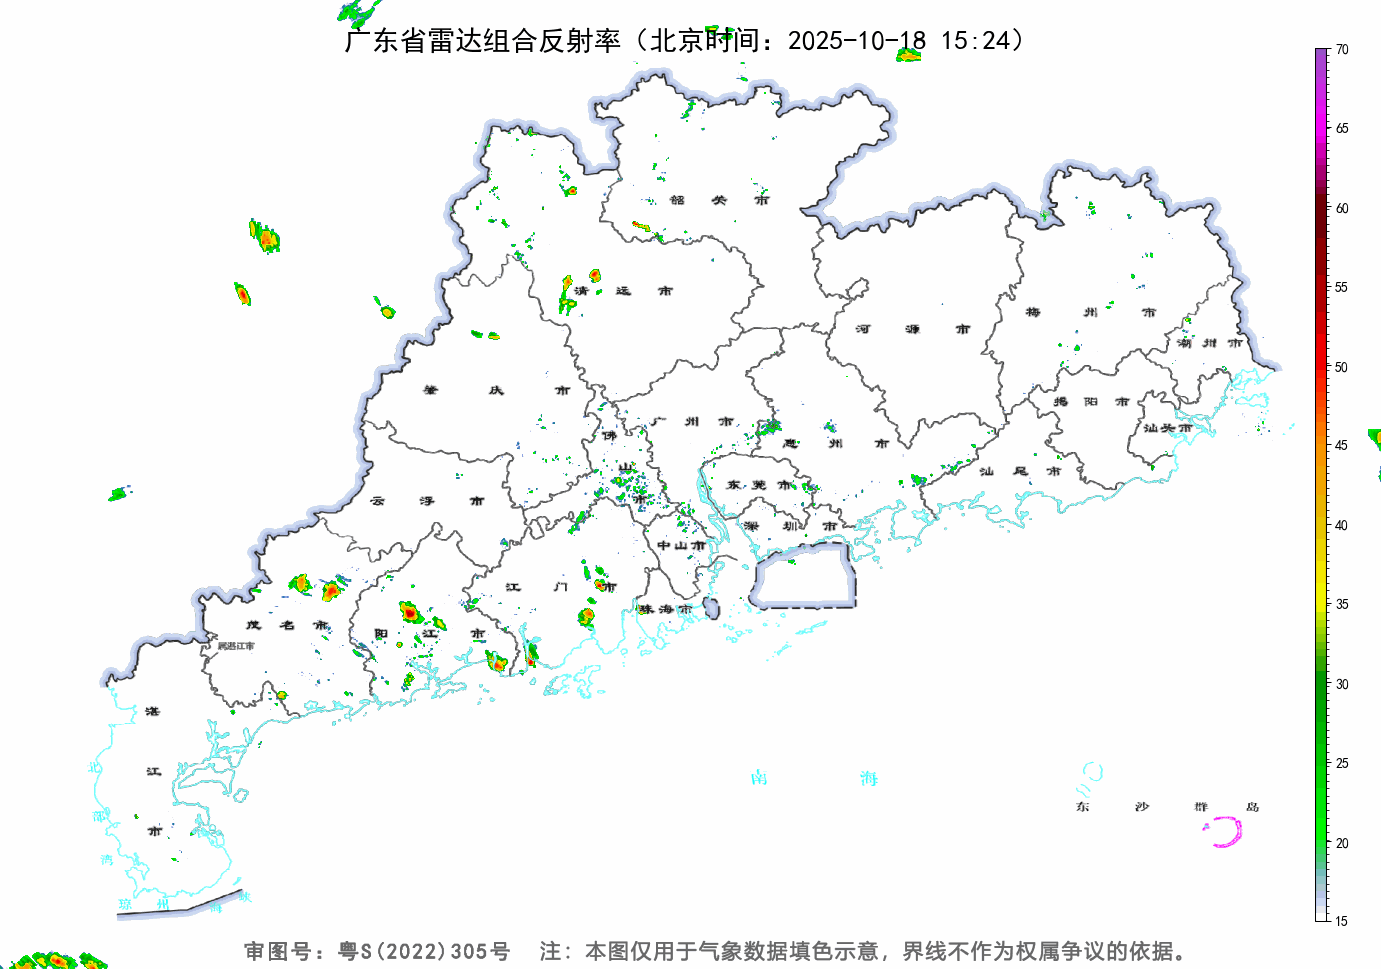 广东省雷达组合反射率（北京时间：2025-10-18 15:24）
70
65
60
55
50
45
40
35
30
25
20
15
韶关市
清远市
河源市
梅州市
潮州市
肇庆市
广州市
佛山市
惠州市
揭阳市
汕头市
汕尾市
云浮市
东莞市
深圳市
中山市
江门市
珠海市
茂名市
阳江市
属湛江市
湛江市
北部湾
琼州海峡
南海
东沙群岛
审图号：粤S(2022)305号 注：本图仅用于气象数据填色示意，界线不作为权属争议的依据。